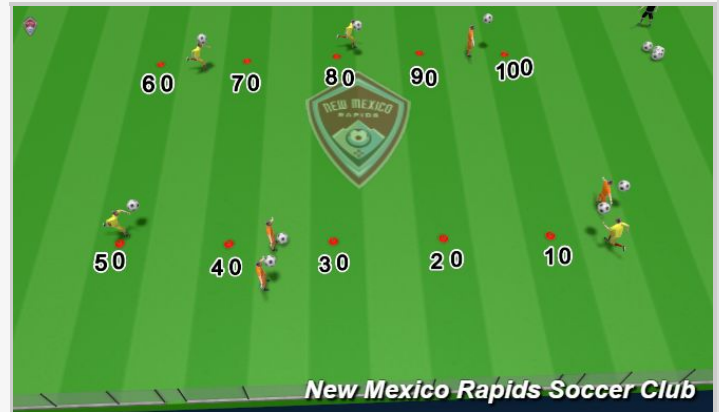 60 70 80 90 100
NEW MEXICO
RAPIDS
50 40 30 20 10
New Mexico Rapids Soccer Club